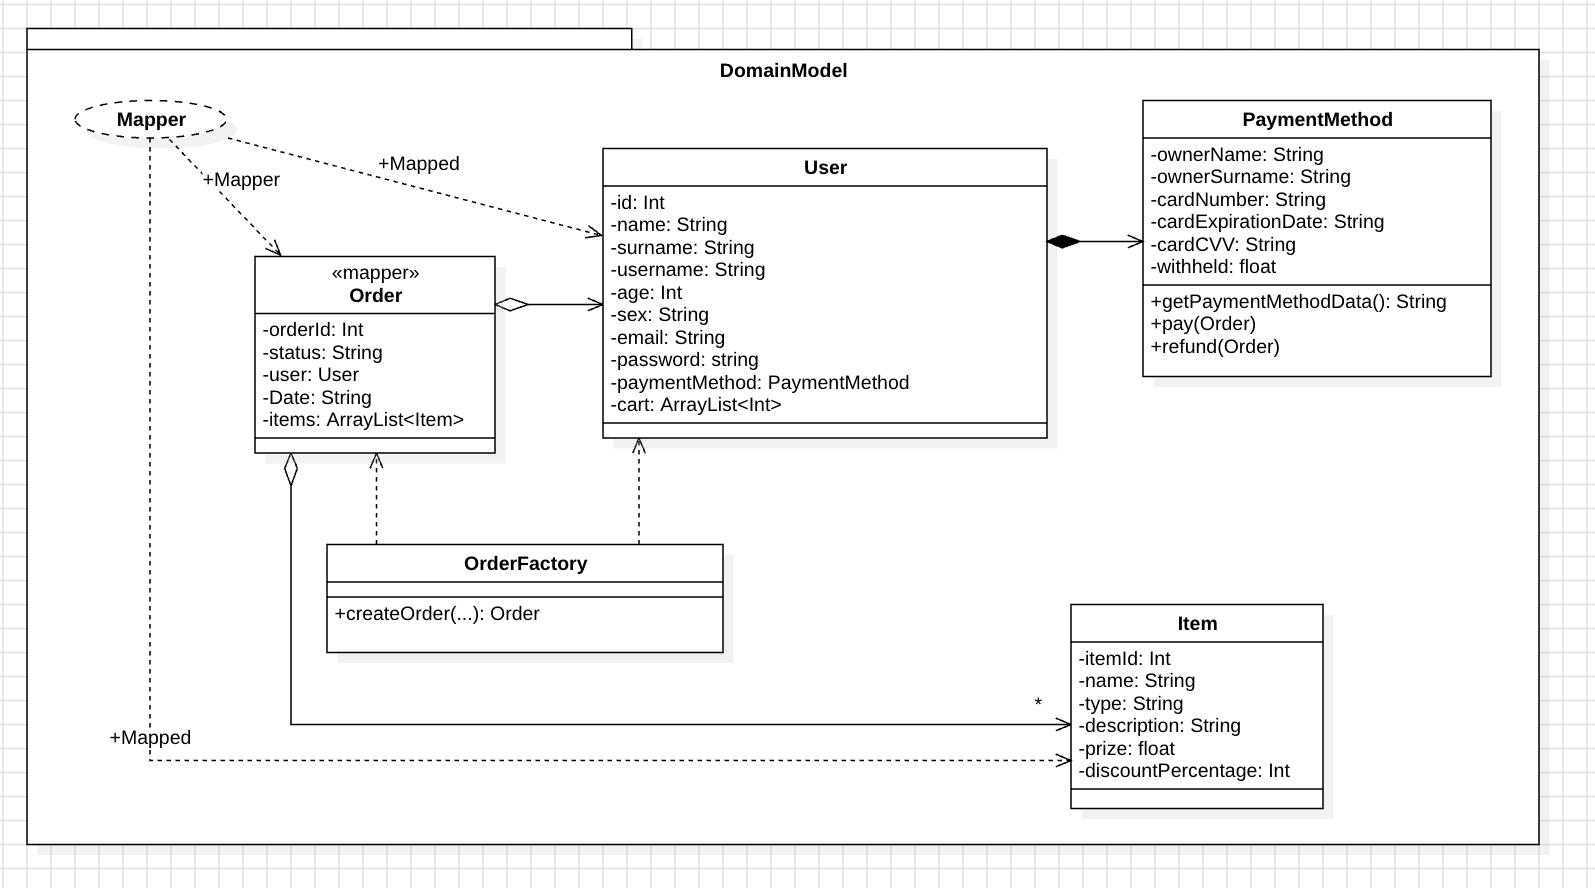 DomainModel
Mapper
+Mapper
+Mapped
«mapper»
Order
-orderId: Int
-status: String
-user: User
-Date: String
-items: ArrayList<Item>
User
-id: Int
-name: String
-surname: String
-username: String
-age: Int
-sex: String
-email: String
-password: string
-paymentMethod: PaymentMethod
-cart: ArrayList<Int>
PaymentMethod
-ownerName: String
-ownerSurname: String
-cardNumber: String
-cardExpirationDate: String
-cardCVV: String
-withheld: float
+getPaymentMethodData(): String
+pay(Order)
+refund(Order)
OrderFactory
+createOrder(...): Order
+Mapped
*
Item
-itemId: Int
-name: String
-type: String
-description: String
-prize: float
-discountPercentage: Int